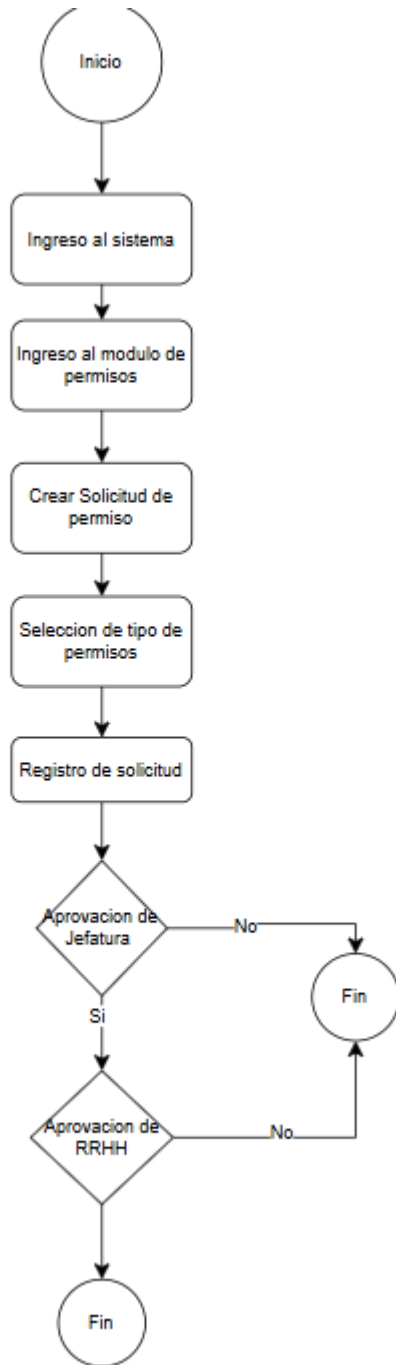 Inicio
Ingreso al sistema
Ingreso al modulo de
permisos
Crear Solicitud de
permiso
Seleccion de tipo de
permisos
Registro de solicitud
Aprovacion de
Jefatura
No
Fin
Si
Aprovacion de
RRHH
No
Fin